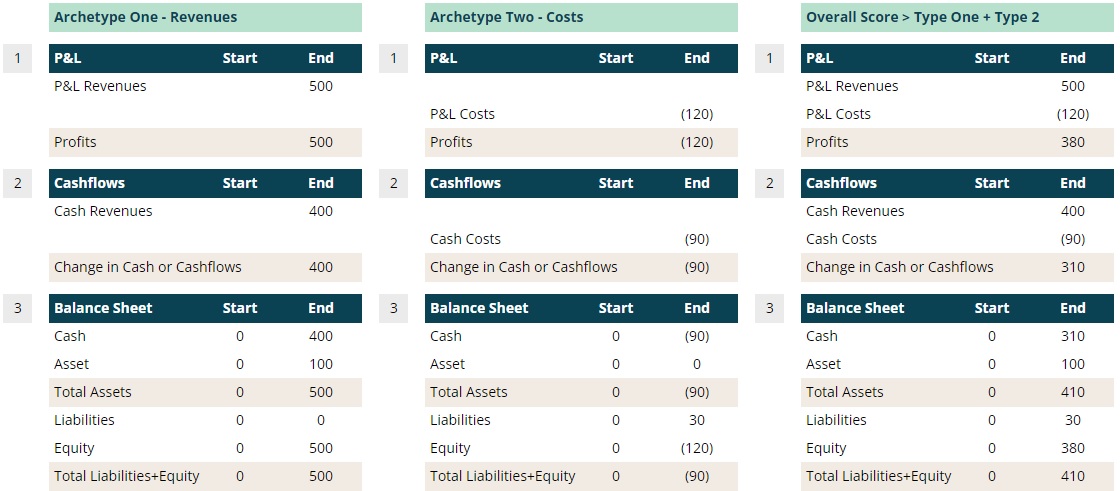 Archetype One - Revenues
1 P&L Start End
P&L Revenues 500
Profits 500
2 Cashflows Start End
Cash Revenues 400
Change in Cash or Cashflows 400
3 Balance Sheet Start End
Cash 0 400
Asset 0 100
Total Assets 0 500
Liabilities 0 0
Equity 0 500
Total Liabilities+Equity 0 500
Archetype Two - Costs
1 P&L Start End
P&L Costs (120)
Profits (120)
2 Cashflows Start End
Cash Costs (90)
Change in Cash or Cashflows (90)
3 Balance Sheet Start End
Cash 0 (90)
Asset 0 0
Total Assets 0 (90)
Liabilities 0 30
Equity 0 (120)
Total Liabilities+Equity 0 (90)
Overall Score > Type One + Type 2
1 P&L Start End
P&L Revenues 500
P&L Costs (120)
Profits 380
2 Cashflows Start End
Cash Revenues 400
Cash Costs (90)
Change in Cash or Cashflows 310
3 Balance Sheet Start End
Cash 0 310
Asset 0 100
Total Assets 0 410
Liabilities 0 30
Equity 0 380
Total Liabilities+Equity 0 410